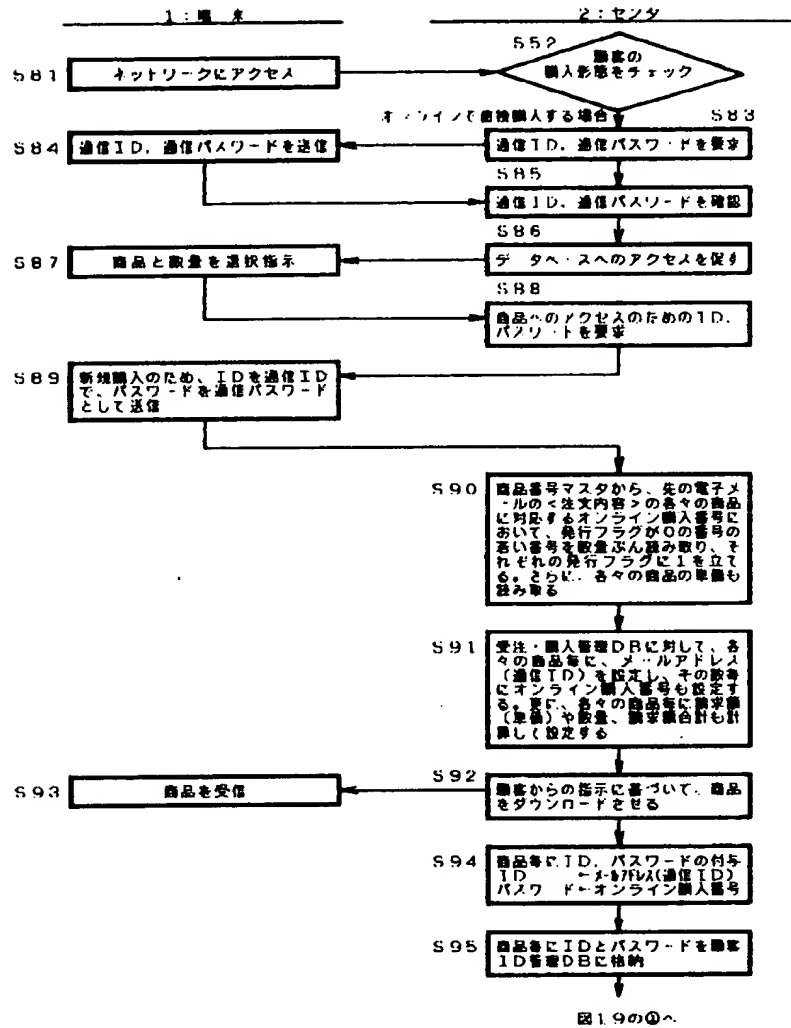 1：端 末
2：センタ
S52
顧客の
購入形態をチェック
S81
ネットワークにアクセス
オンラインで直接購入する場合
S83
S84
通信ID，通信パスワードを送信
通信ID、通信パスワードを要求
S85
通信ID、通信パスワードを確認
S86
S87
商品と数量を選択指示
データベースへのアクセスを促す
S88
商品へのアクセスのためのID、
パスワードを要求
S89
新規購入のため、IDを通信ID
で、パスワードを通信パスワード
として送信
S90
商品番号マスタから、先の電子メ
ールの＜注文内容＞の各々の商品
に対応するオンライン購入番号に
おいて、発行フラグが0の番号の
若い番号を数量ぶん読み取り、そ
れぞれの発行フラグに1を立て
る。さらに、各々の商品の単価も
読み取る
S91
受注・購入管理DBに対して、各
々の商品毎に、メールアドレス
（通信ID）を設定し、その数毎
にオンライン購入番号も設定す
る。更に、各々の商品毎に請求額
（単価）や数量、請求額合計も計
算して設定する
S92
S93
商品を受信
顧客からの指示に基づいて、商品
をダウンロードさせる
S94
商品毎にID，パスワードの付与
ID ←メールアドレス(通信ID)
パスワード←オンライン購入番号
S95
商品毎にIDとパスワードを顧客
ID管理DBに格納
図19の①へ